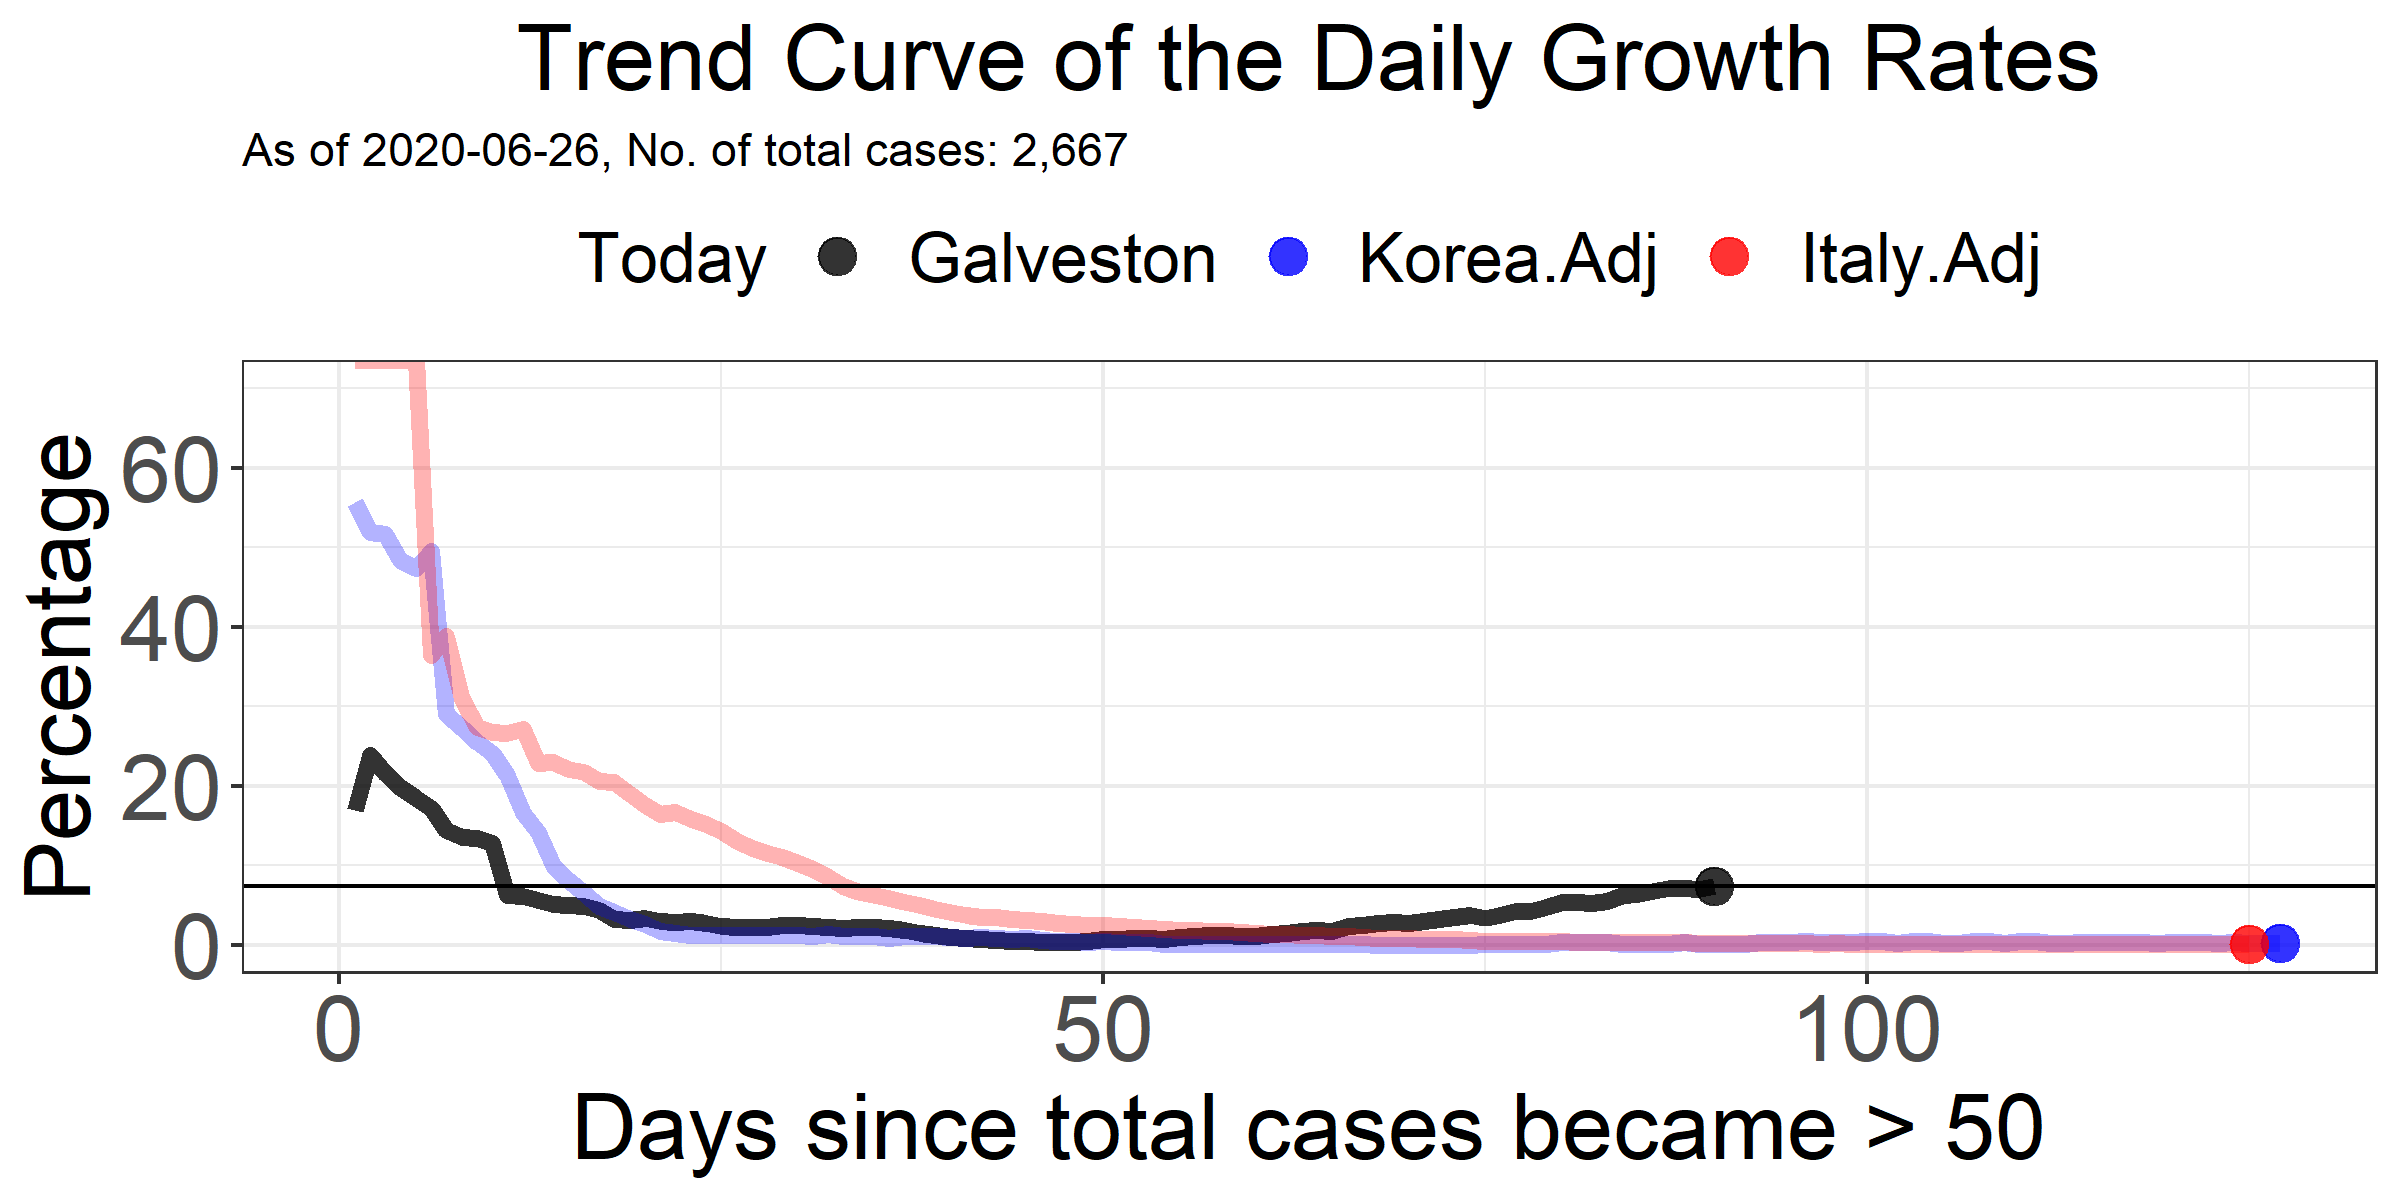 Trend Curve of the Daily Growth Rates
As of 2020-06-26, No. of total cases: 2,667
Today Galveston Korea.Adj Italy.Adj
Percentage
60
40
20
0
0 50 100
Days since total cases became > 50